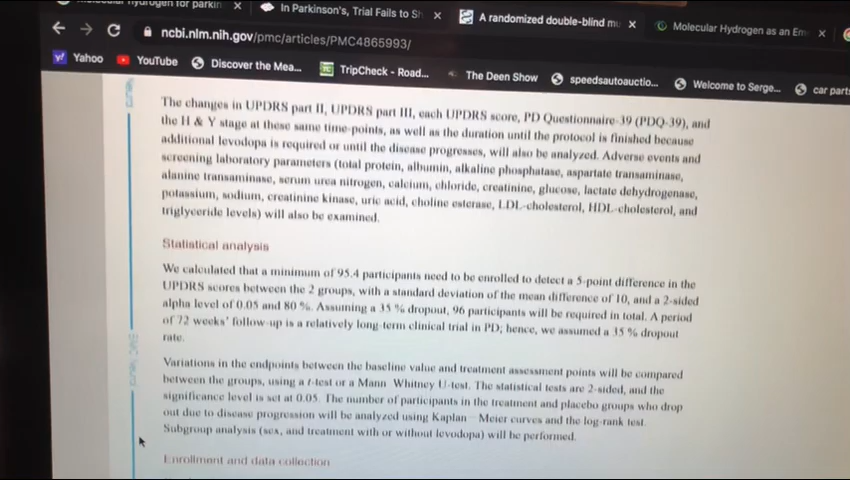 Molecular hydrogen for parkin
In Parkinson's, Trial Fails to Sh
A randomized double-blind mu
Molecular Hydrogen as an Em
ncbi.nlm.nih.gov/pmc/articles/PMC4865993/
Yahoo
YouTube
Discover the Mea...
TripCheck - Road...
The Deen Show
speedsautoauctio...
Welcome to Serge...
car part
The changes in UPDRS part II, UPDRS part III, each UPDRS score, PD Questionnaire-39 (PDQ-39), and
the H & Y stage at these same time-points, as well as the duration until the protocol is finished because
additional levodopa is required or until the disease progresses, will also be analyzed. Adverse events and
screening laboratory parameters (total protein, albumin, alkaline phosphatase, aspartate transaminase,
alanine transaminase, serum urea nitrogen, calcium, chloride, creatinine, glucose, lactate dehydrogenase,
potassium, sodium, creatinine kinase, uric acid, choline esterase, LDL-cholesterol, HDL-cholesterol, and
triglyceride levels) will also be examined.
Statistical analysis
We calculated that a minimum of 95.4 participants need to be enrolled to detect a 5-point difference in the
UPDRS scores between the 2 groups, with a standard deviation of the mean difference of 10, and a 2-sided
alpha level of 0.05 and 80 %. Assuming a 35 % dropout, 96 participants will be required in total. A period
of 72 weeks' follow-up is a relatively long-term clinical trial in PD; hence, we assumed a 35 % dropout
rate.
Variations in the endpoints between the baseline value and treatment assessment points will be compared
between the groups, using a t-test or a Mann–Whitney U-test. The statistical tests are 2-sided, and the
significance level is set at 0.05. The number of participants in the treatment and placebo groups who drop
out due to disease progression will be analyzed using Kaplan–Meier curves and the log-rank test.
Subgroup analysis (sex, and treatment with or without levodopa) will be performed.
Enrollment and data collection